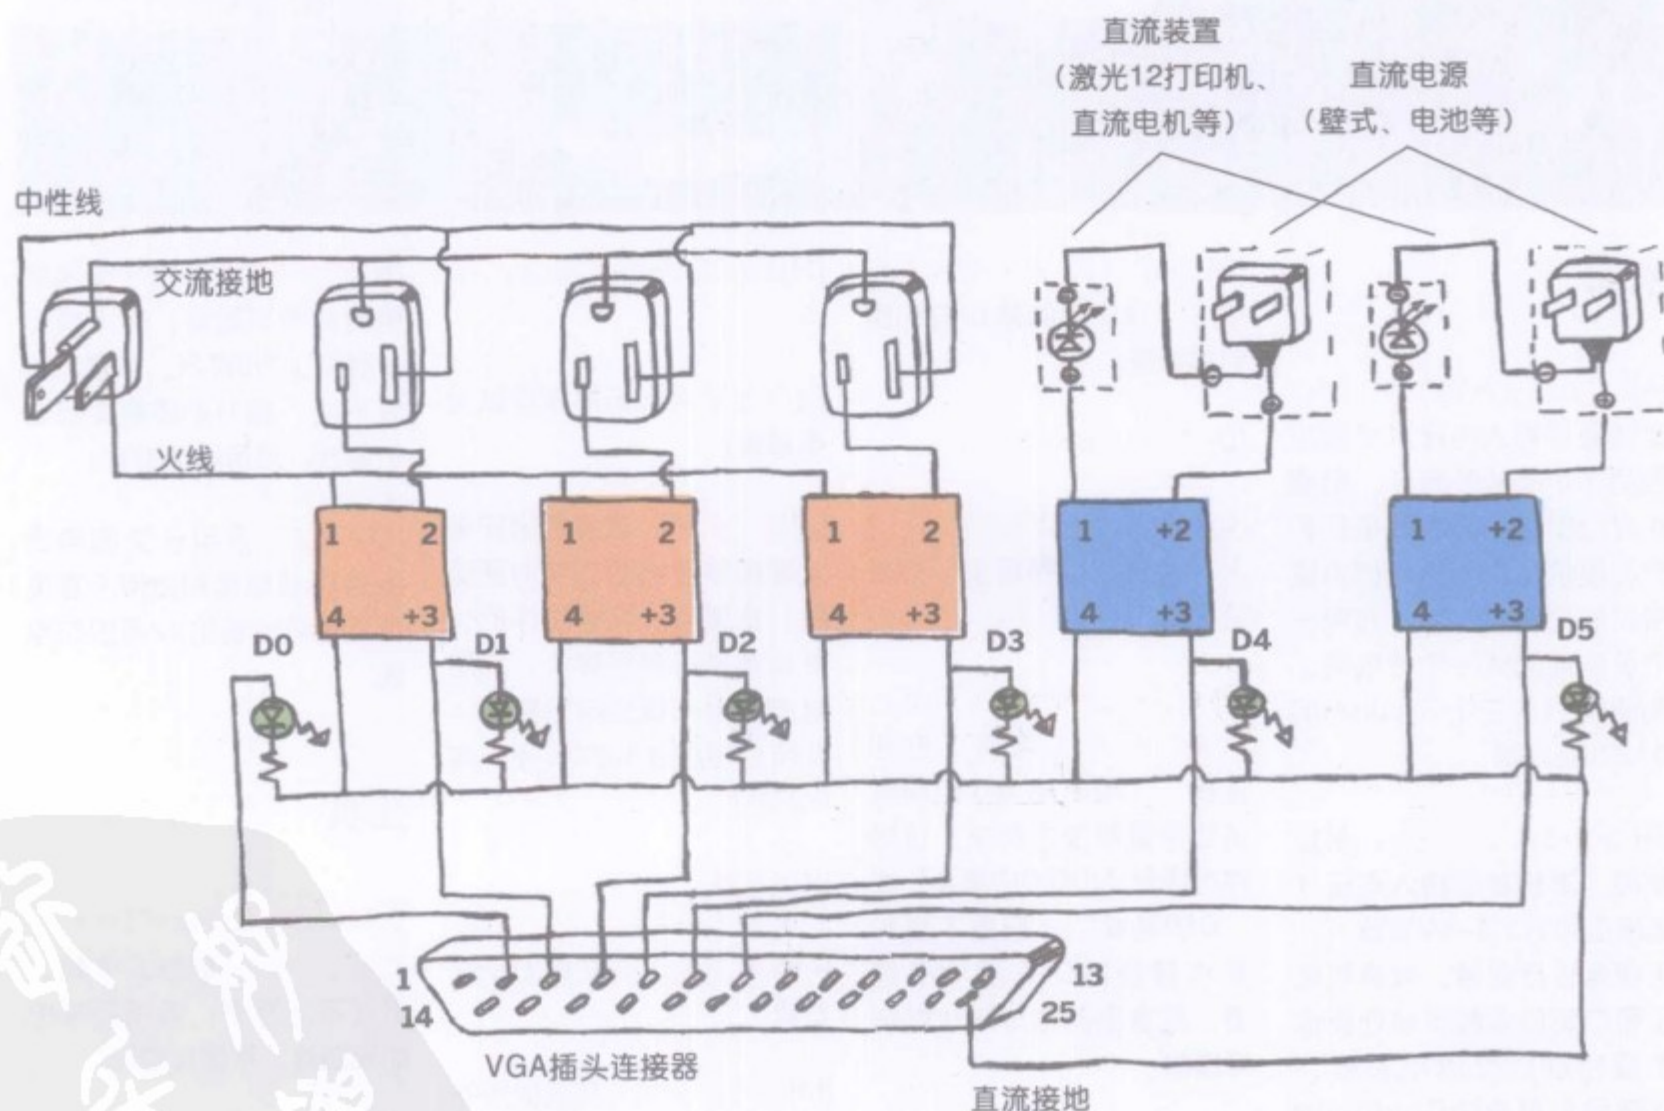 直流装置
(激光12打印机、
直流电机等)
直流电源
(壁式、电池等)
中性线
交流接地
火线
1 2
4 +3
1 2
4 +3
1 2
4 +3
1 +2
4 +3
1 +2
4 +3
D0
D1
D2
D3
D4
D5
1
13
14
25
VGA插头连接器
直流接地